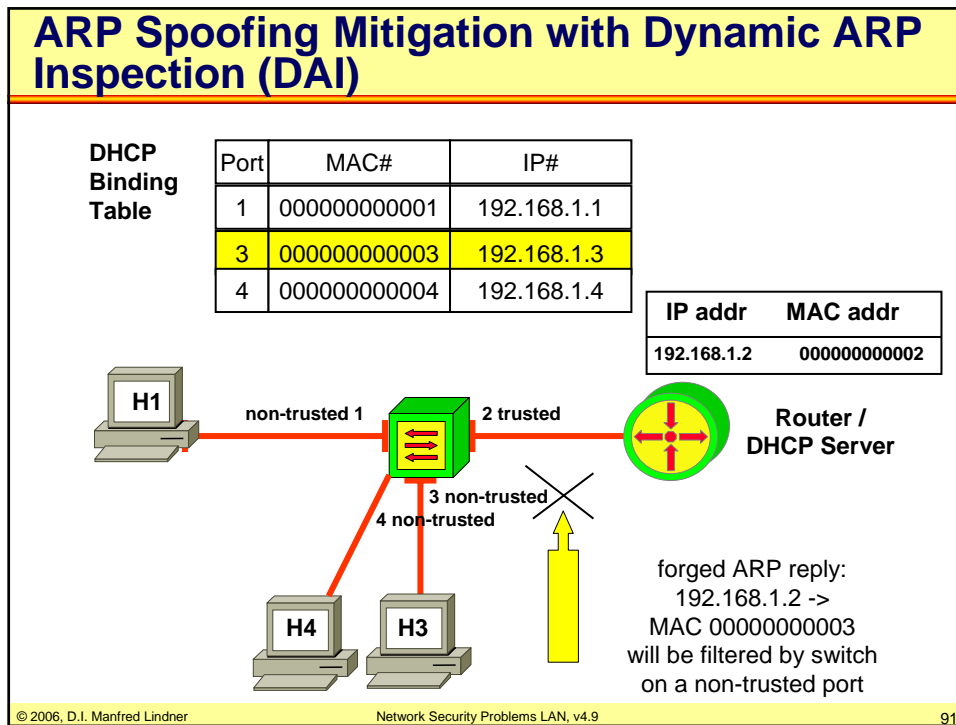 ARP Spoofing Mitigation with Dynamic ARP
Inspection (DAI)
DHCP
Binding
Table
Port MAC# IP#
1 000000000001 192.168.1.1
3 000000000003 192.168.1.3
4 000000000004 192.168.1.4
IP addr MAC addr
192.168.1.2 000000000002
H1
non-trusted 1
2 trusted
Router /
DHCP Server
3 non-trusted
4 non-trusted
H4
H3
forged ARP reply:
192.168.1.2 ->
MAC 00000000003
will be filtered by switch
on a non-trusted port
© 2006, D.I. Manfred Lindner
Network Security Problems LAN, v4.9
91